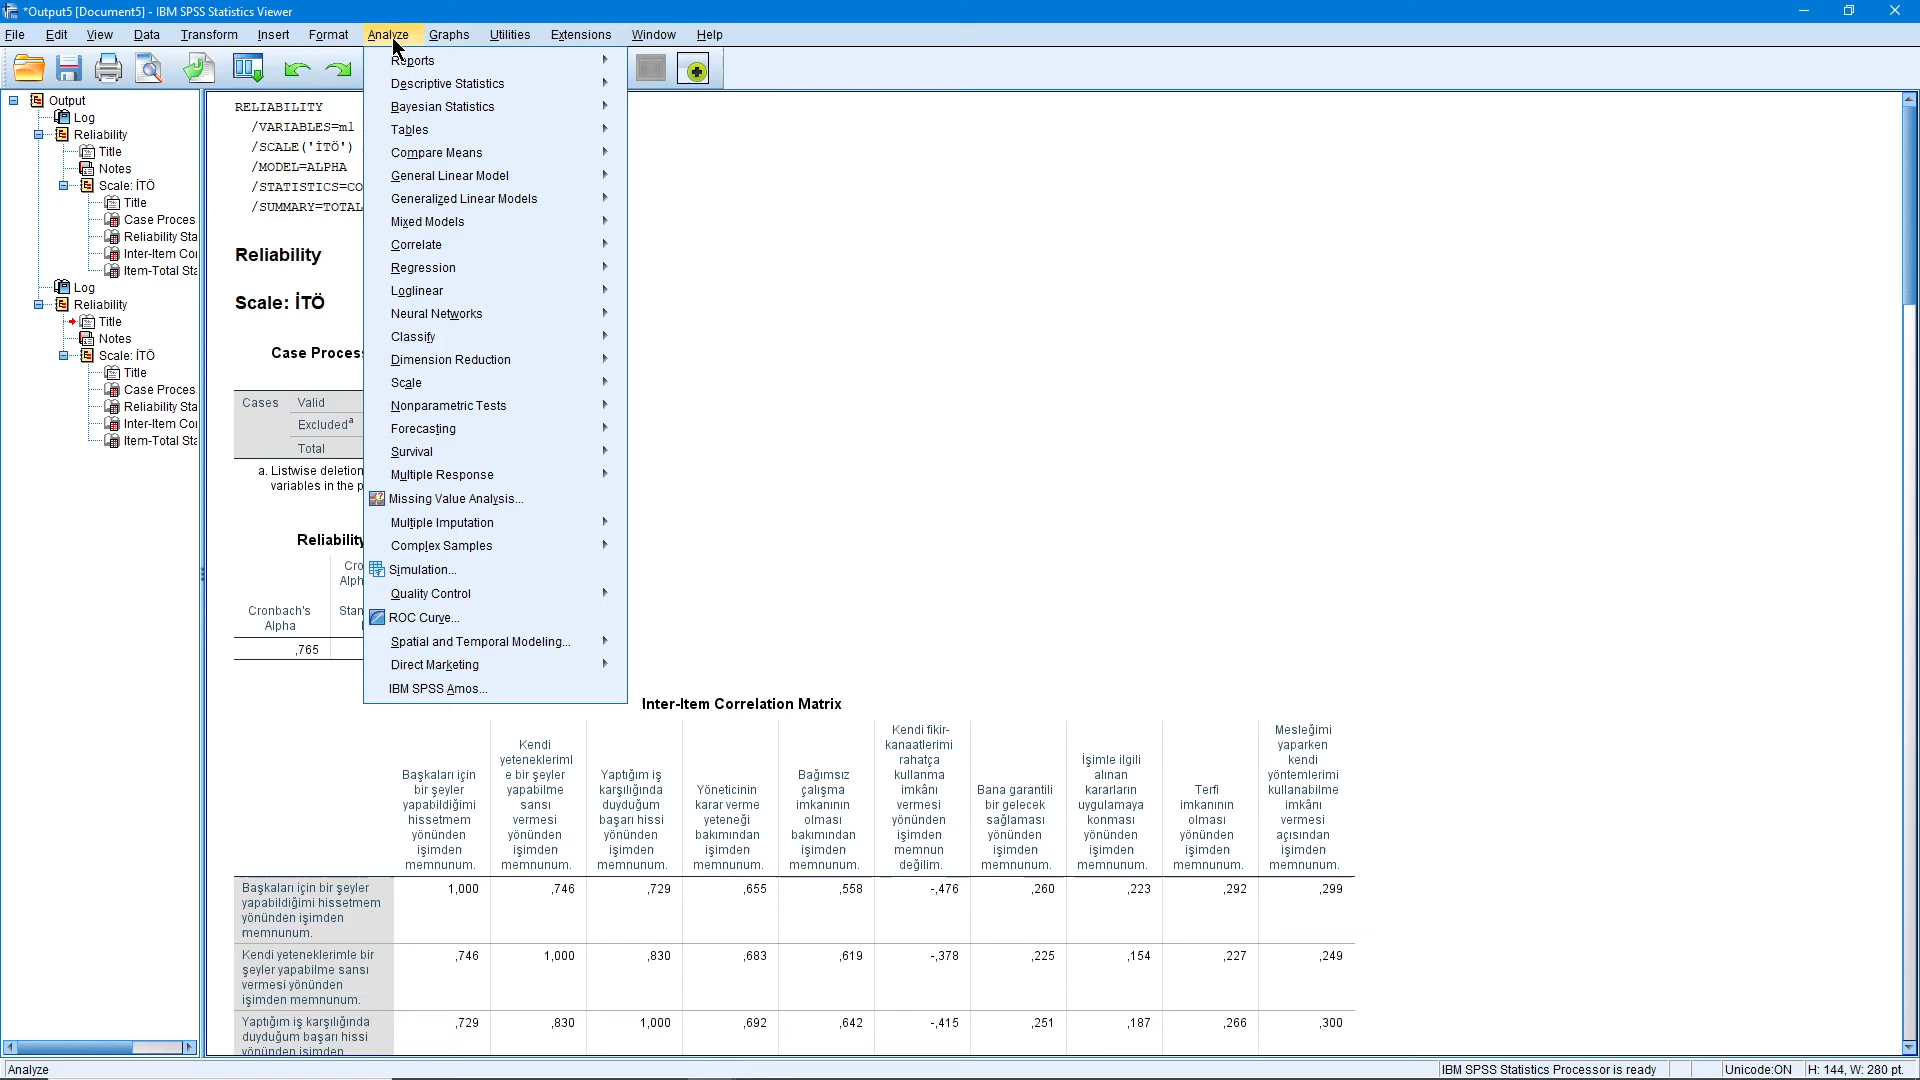 *Output5 [Document5] - IBM SPSS Statistics Viewer
File Edit View Data Transform Insert Format Analyze Graphs Utilities Extensions Window Help
Output
Log
Reliability
Title
Notes
Scale: İTÖ
Title
Case Proces
Reliability Sta
Inter-Item Co
Item-Total Sta
Log
Reliability
Title
Notes
Scale: İTÖ
Title
Case Proces
Reliability Sta
Inter-Item Co
Item-Total Sta
Reports
Descriptive Statistics
Bayesian Statistics
Tables
Compare Means
General Linear Model
Generalized Linear Models
Mixed Models
Correlate
Regression
Loglinear
Neural Networks
Classify
Dimension Reduction
Scale
Nonparametric Tests
Forecasting
Survival
Multiple Response
Missing Value Analysis...
Multiple Imputation
Complex Samples
Simulation...
Quality Control
ROC Curve...
Spatial and Temporal Modeling...
Direct Marketing
IBM SPSS Amos...
RELIABILITY
/VARIABLES=m1
/SCALE('İTÖ')
/MODEL=ALPHA
/STATISTICS=CO
/SUMMARY=TOTAL
Reliability
Scale: İTÖ
Case Process
Cases Valid
Excluded^a
Total
a. Listwise deletion
variables in the p
Reliability
Cronbach's
Alpha
Cro
Alph
Stan
,765
Inter-Item Correlation Matrix
Başkaları için
bir şeyler
yapabildiğimi
hissetmem
yönünden
işimden
memnunum.
Kendi
yetenekleriml
e bir şeyler
yapabilme
sansı
vermesi
yönünden
işimden
memnunum.
Yaptığım iş
karşılığında
duyduğum
başarı hissi
yönünden
işimden
memnunum.
Yöneticinin
karar verme
yeteneği
bakımından
işimden
memnunum.
Bağımsız
çalışma
imkanının
olması
bakımından
işimden
memnunum.
Kendi fikir-
kanaatlerimi
rahatça
kullanma
imkânı
vermesi
yönünden
işimden
memnun
değilim.
Bana garantili
bir gelecek
sağlaması
yönünden
işimden
memnunum.
İşimle ilgili
alınan
kararların
uygulamaya
konması
yönünden
işimden
memnunum.
Terfi
imkanının
olması
yönünden
işimden
memnunum.
Mesleğimi
yaparken
kendi
yöntemlerimi
kullanabilme
imkânı
vermesi
açısından
işimden
memnunum.
Başkaları için bir şeyler
yapabildiğimi hissetmem
yönünden işimden
memnunum.
1,000 ,746 ,729 ,655 ,558 -,476 ,260 ,223 ,292 ,299
Kendi yeteneklerimle bir
şeyler yapabilme sansı
vermesi yönünden
işimden memnunum.
,746 1,000 ,830 ,683 ,619 -,378 ,225 ,154 ,227 ,249
Yaptığım iş karşılığında
duyduğum başarı hissi
yönünden işimden
,729 ,830 1,000 ,692 ,642 -,415 ,251 ,187 ,266 ,300
Analyze
IBM SPSS Statistics Processor is ready
Unicode:ON
H: 144, W: 280 pt.